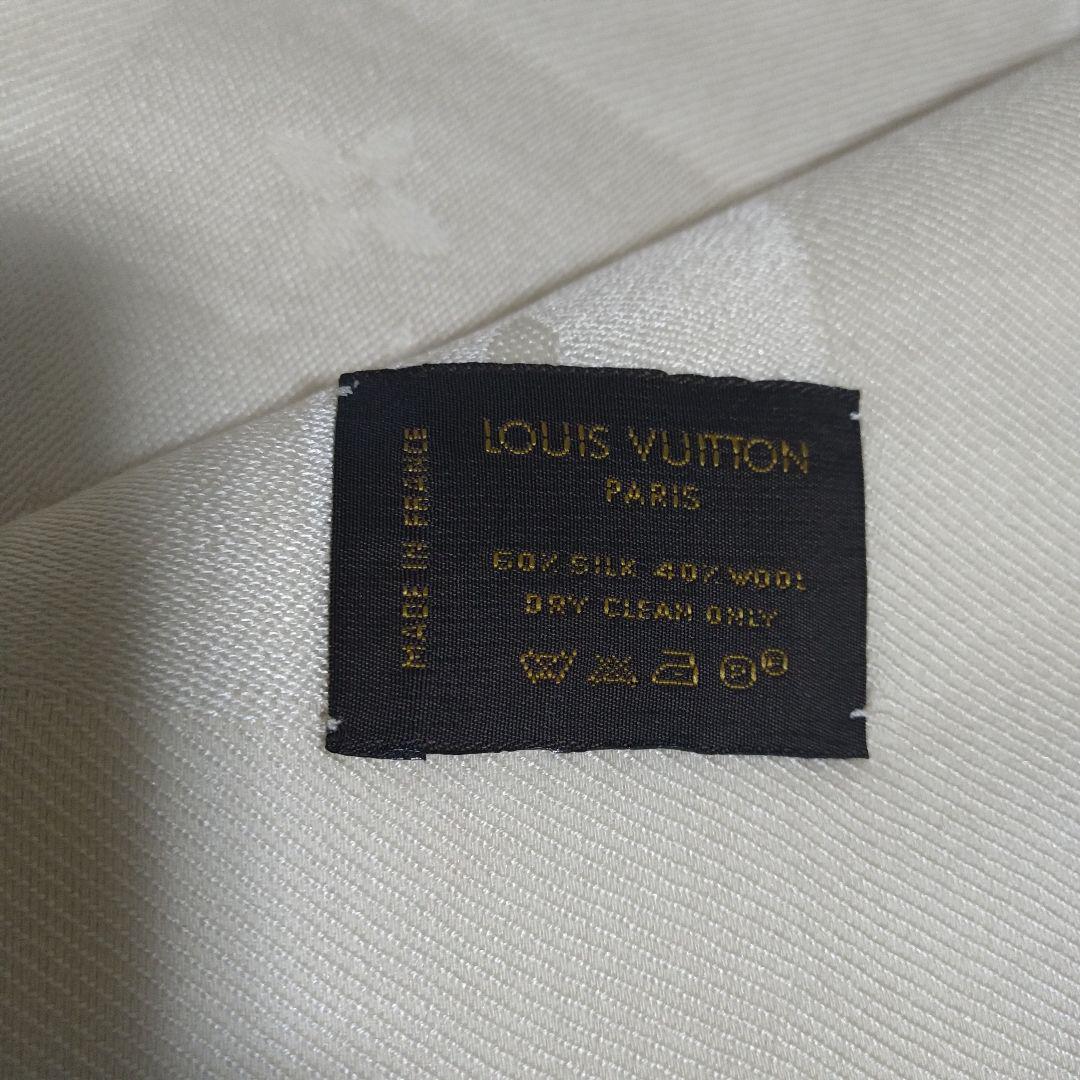 LOUIS VUITTON
PARIS
60% SILK 40% WOOL
DRY CLEAN ONLY
MADE IN FRANCE